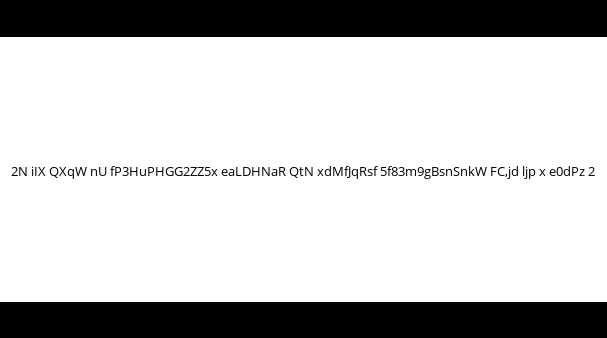 2N iIX QXqW nU fP3HuPHGG2ZZ5x eaLDHNaR QtN xdMfJqRsf 5f83m9gBsnSnkW FC,jd ljp x e0dPz 2